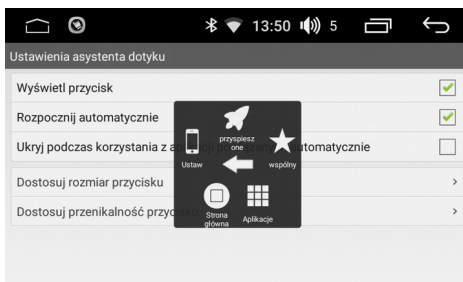 13:50 5
Ustawienia asystenta dotyku
Wyświetl przycisk
Rozpocznij automatycznie
Ukryj podczas korzystania z automatycznie
Dostosuj rozmiar przycisku
Dostosuj przenikalność
przyspiesz
one
Ustaw
wspólny
Strona
główna
Aplikacje